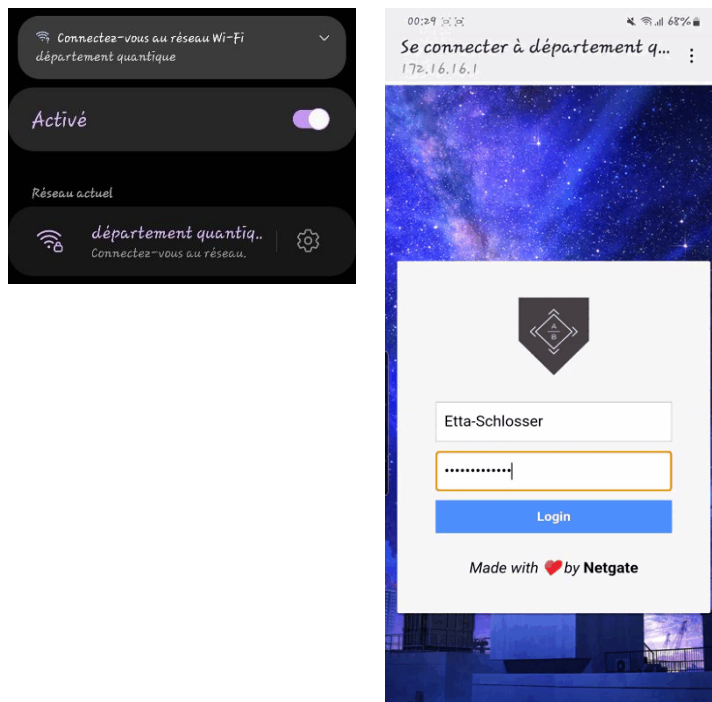 Connectez-vous au réseau Wi-Fi
département quantique
Activé
Réseau actuel
département quantiq..
Connectez-vous au réseau.
00:29 68%
Se connecter à département q...
172.16.16.1
A
B
Etta-Schlosser
•••••••••••••
Login
Made with ❤ by Netgate